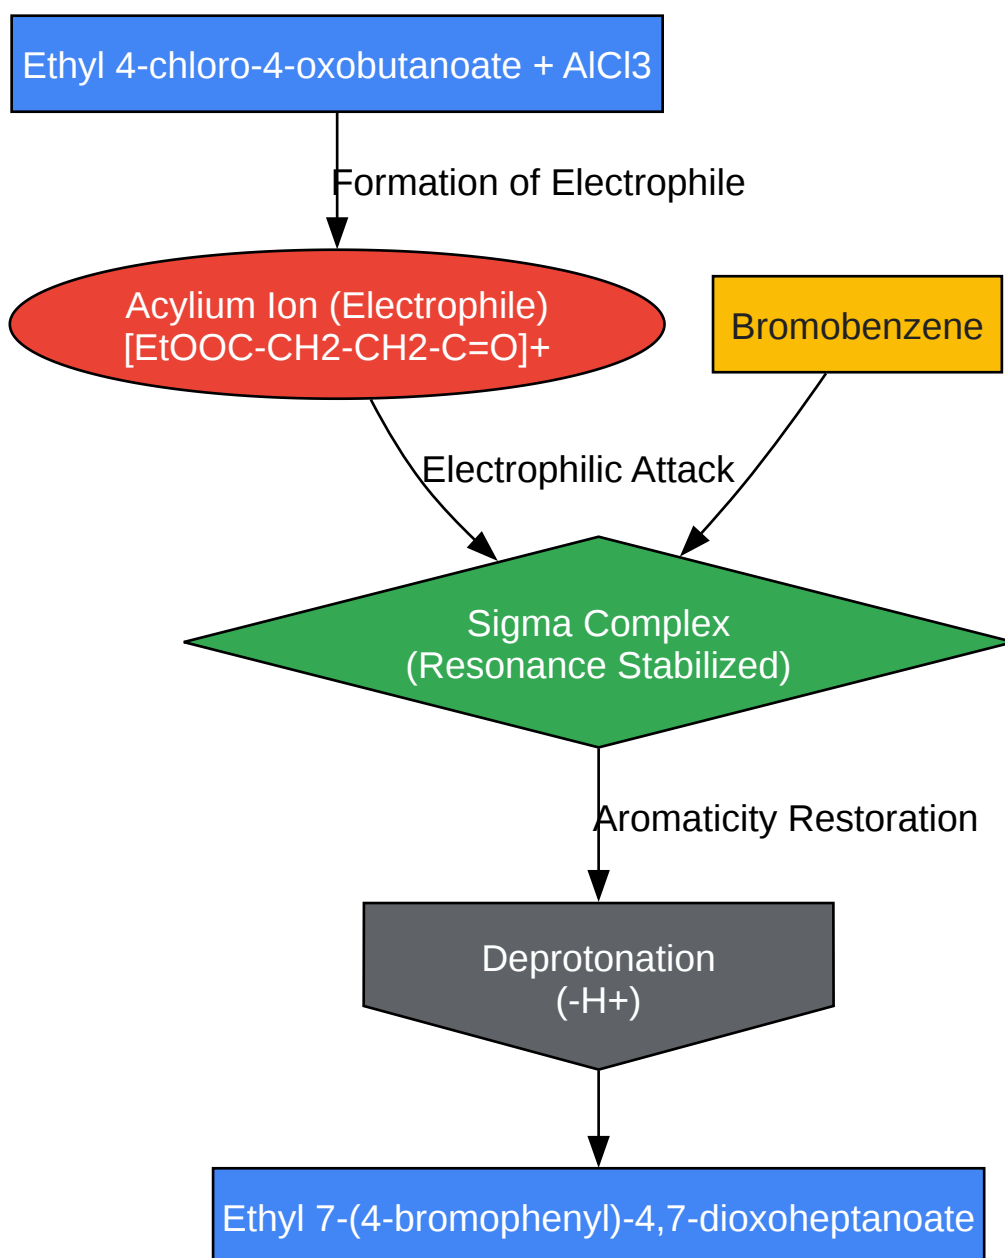 Ethyl 4-chloro-4-oxobutanoate + AlCl3
Formation of Electrophile
Acylium Ion (Electrophile)
[EtOOC-CH2-CH2-C=O]+
Bromobenzene
Electrophilic Attack
Sigma Complex
(Resonance Stabilized)
Aromaticity Restoration
Deprotonation
(-H+)
Ethyl 7-(4-bromophenyl)-4,7-dioxoheptanoate